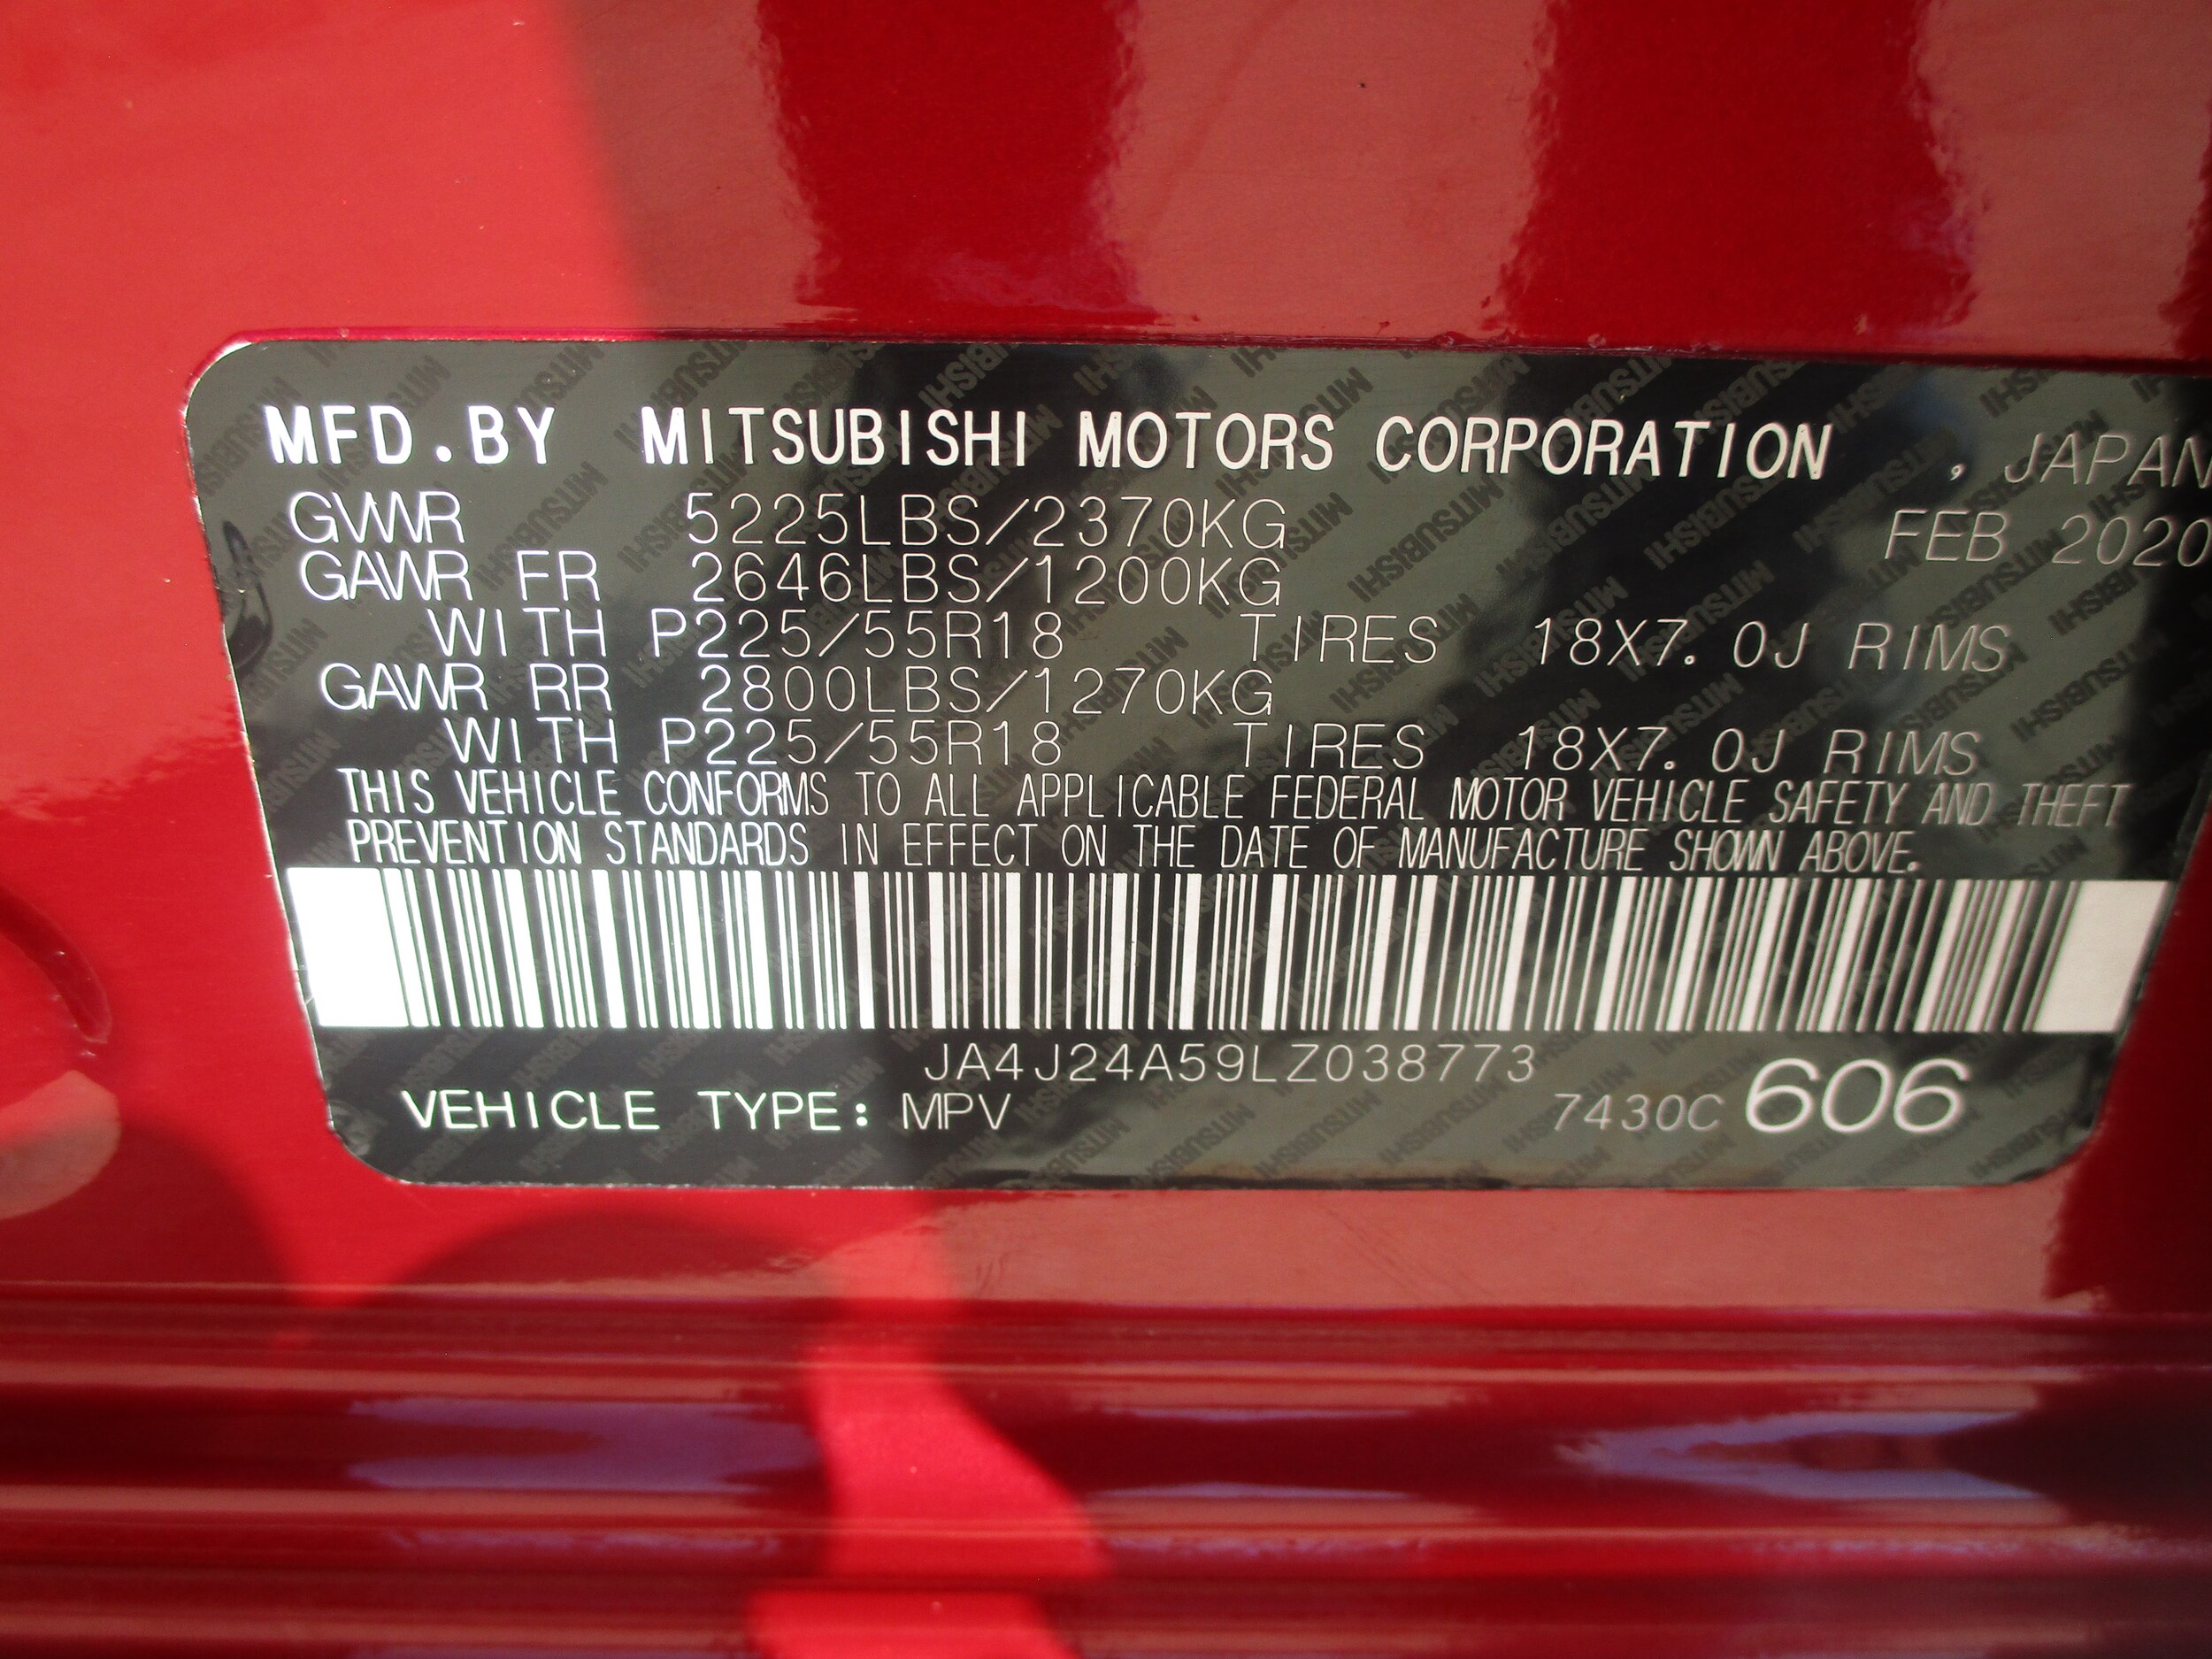 MFD.BY MITSUBISHI MOTORS CORPORATION , JAPAN
FEB 2020
GVWR 5225LBS/2370KG
GAWR FR 2646LBS/1200KG
WITH P225/55R18 TIRES 18X7.0J RIMS
GAWR RR 2800LBS/1270KG
WITH P225/55R18 TIRES 18X7.0J RIMS
THIS VEHICLE CONFORMS TO ALL APPLICABLE FEDERAL MOTOR VEHICLE SAFETY AND THEFT
PREVENTION STANDARDS IN EFFECT ON THE DATE OF MANUFACTURE SHOWN ABOVE.
JA4J24A59LZ038773
VEHICLE TYPE: MPV 7430C 606